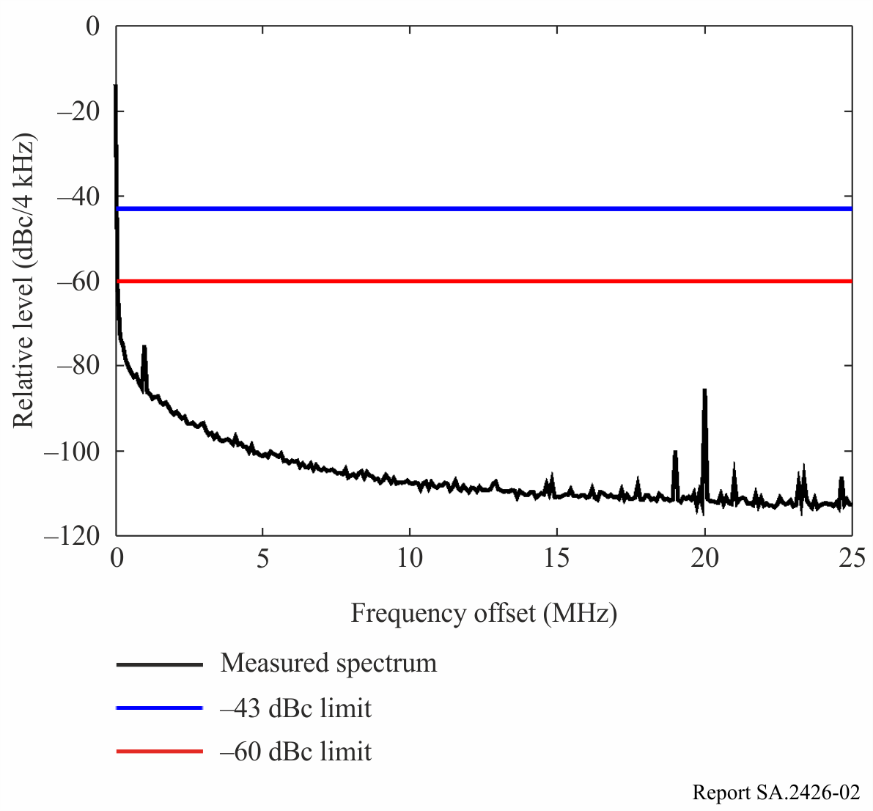 0
–20
–40
–60
–80
–100
–120
Relative level (dBc/4 kHz)
0 5 10 15 20 25
Frequency offset (MHz)
Measured spectrum
–43 dBc limit
–60 dBc limit
Report SA.2426-02